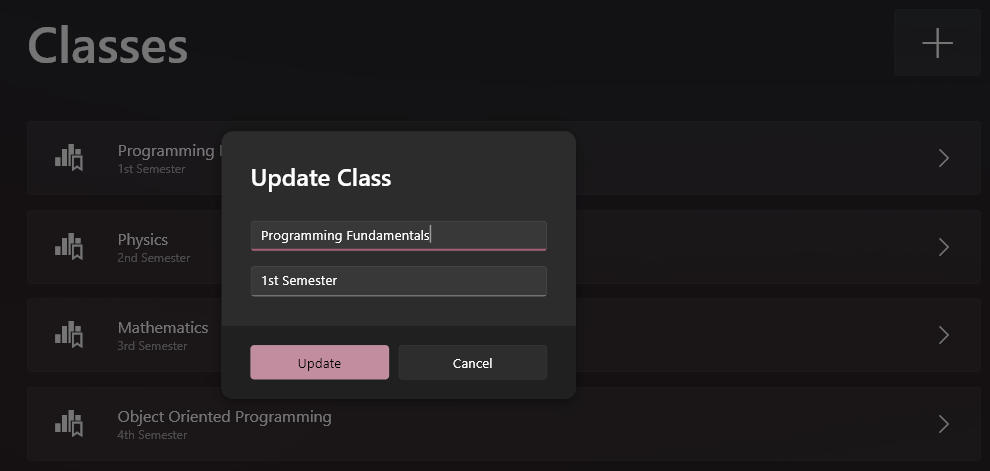 Classes
Programming
1st Semester
Update Class
Programming Fundamentals
1st Semester
Update
Cancel
Physics
2nd Semester
Mathematics
3rd Semester
Object Oriented Programming
4th Semester